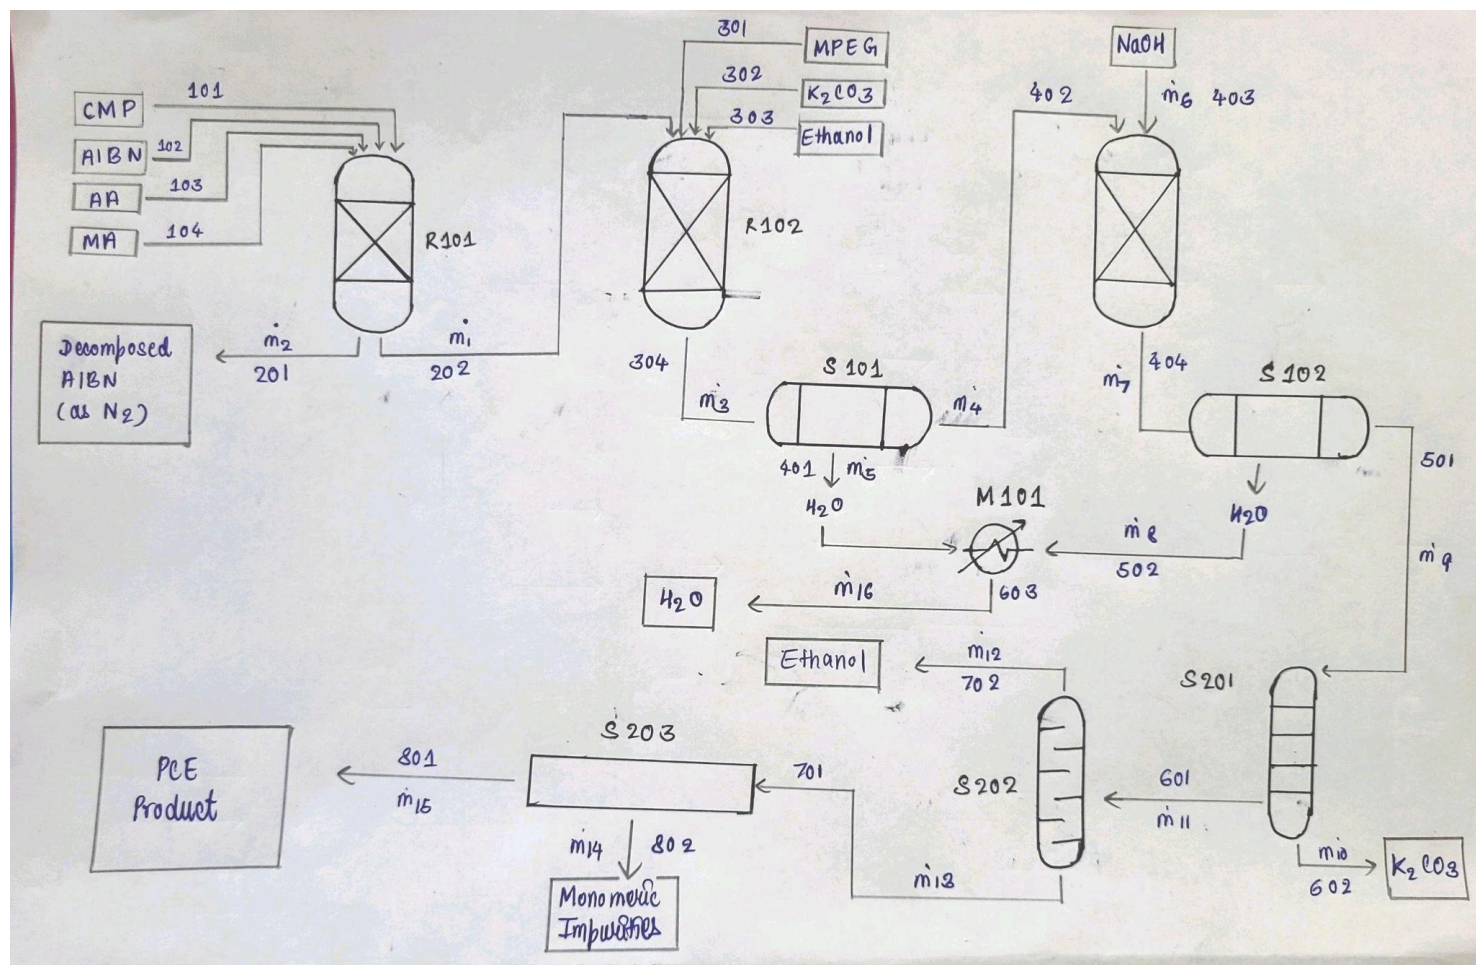 301
MPEG
NaOH
CMP
101
302
K2CO3
402
ṁ6 403
AIBN
102
303
Ethanol
AA
103
MA
104
R101
R102
Decomposed
AIBN
(as N2)
ṁ2
201
ṁ1
202
304
ṁ3
S101
ṁ4
ṁ7
404
S102
401
ṁ5
H2O
501
M101
H2O
ṁ8
502
ṁ9
H2O
ṁ16
603
Ethanol
ṁ12
702
S201
S203
PCE
Product
801
ṁ15
701
S202
601
ṁ11
ṁ14
802
ṁ13
ṁ10
602
K2CO3
Monomeric
Impurities